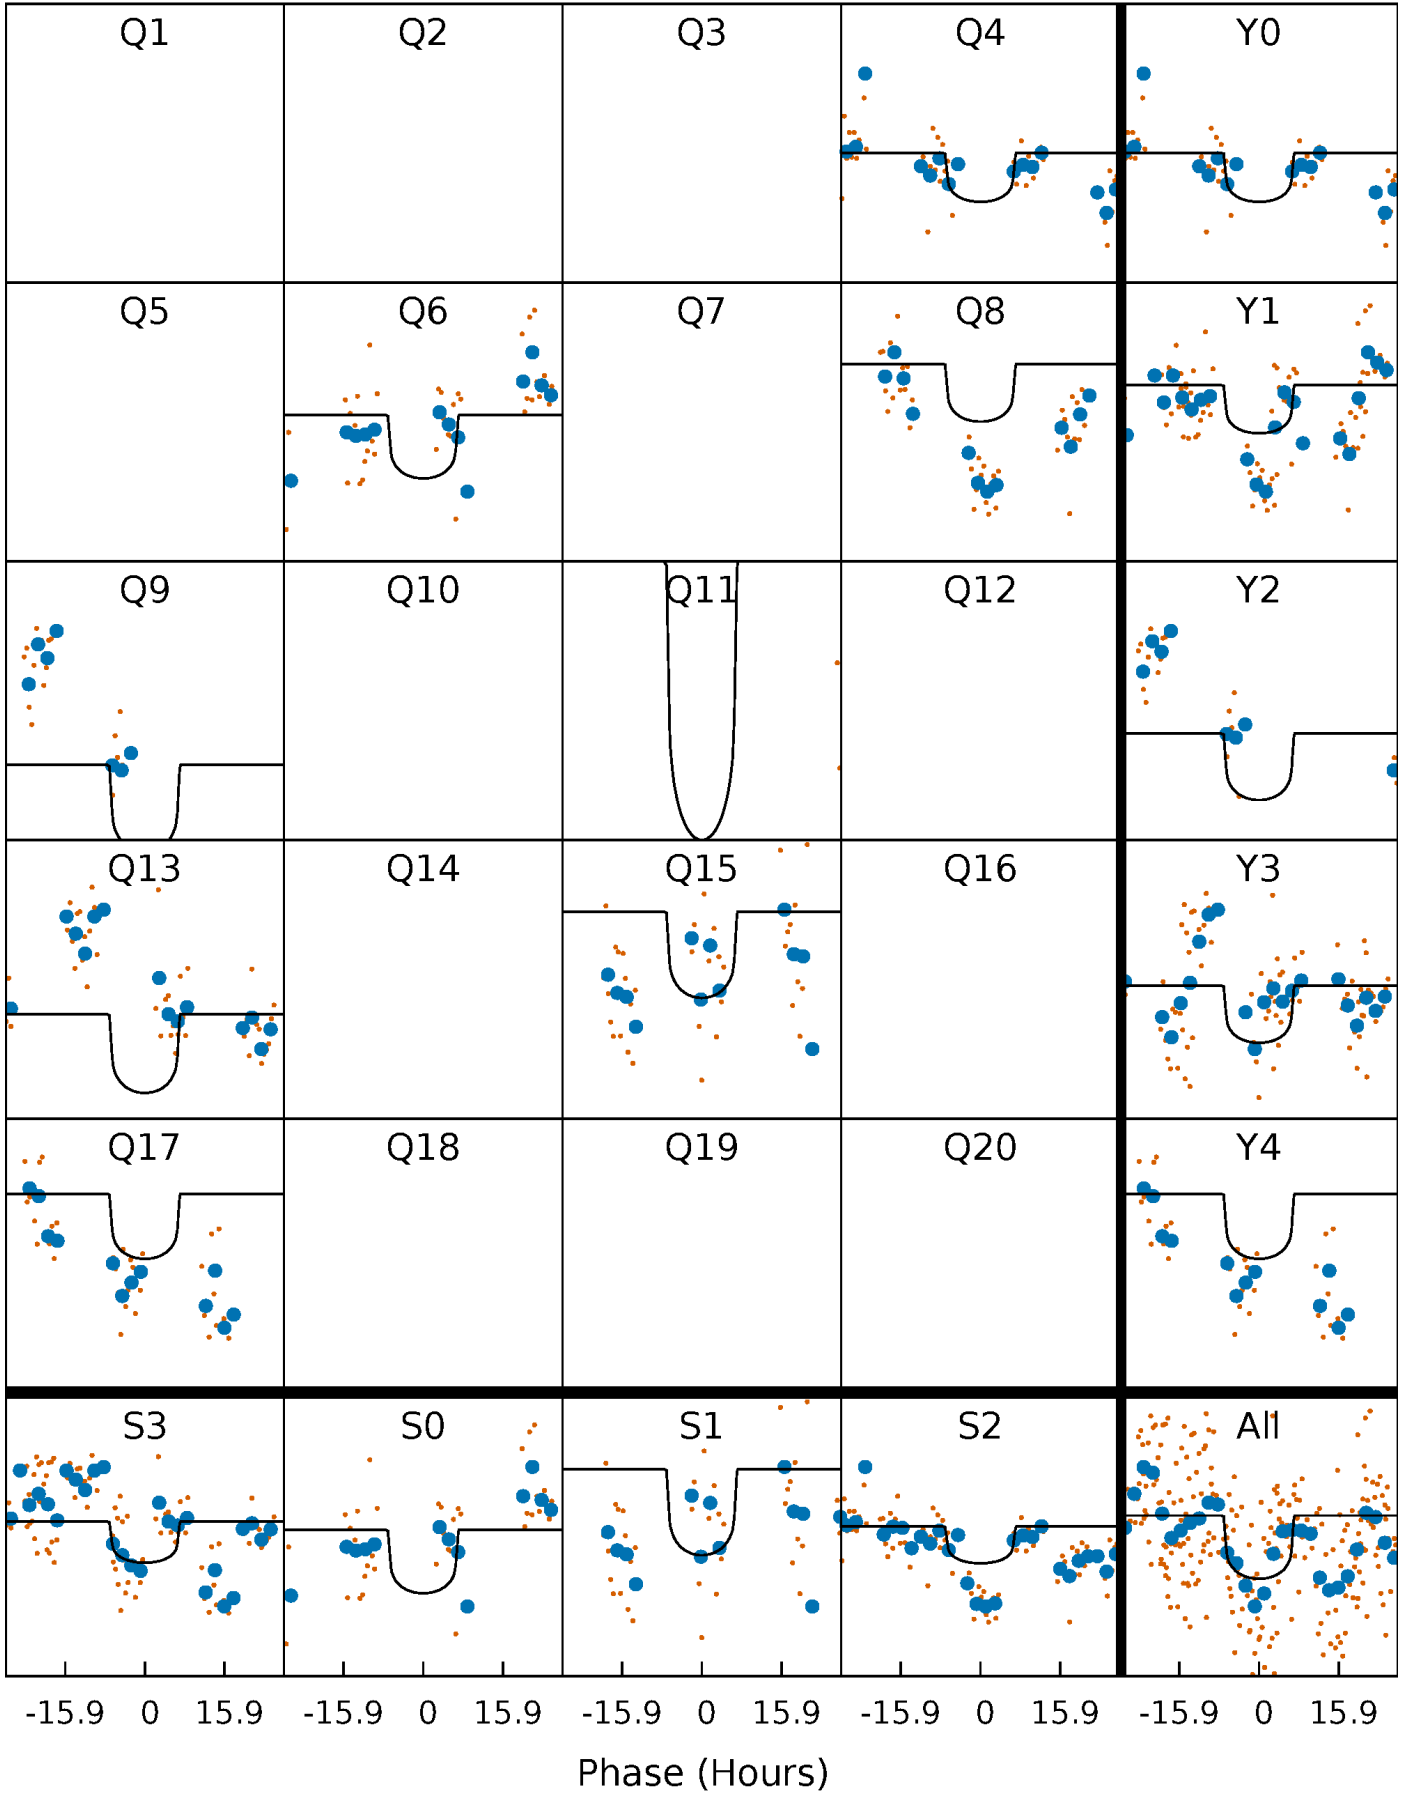 Q1 Q2 Q3 Q4 Y0
Q5 Q6 Q7 Q8 Y1
Q9 Q10 Q11 Q12 Y2
Q13 Q14 Q15 Q16 Y3
Q17 Q18 Q19 Q20 Y4
S3 S0 S1 S2 All
-15.9 0 15.9 -15.9 0 15.9 -15.9 0 15.9 -15.9 0 15.9 -15.9 0 15.9
Phase (Hours)